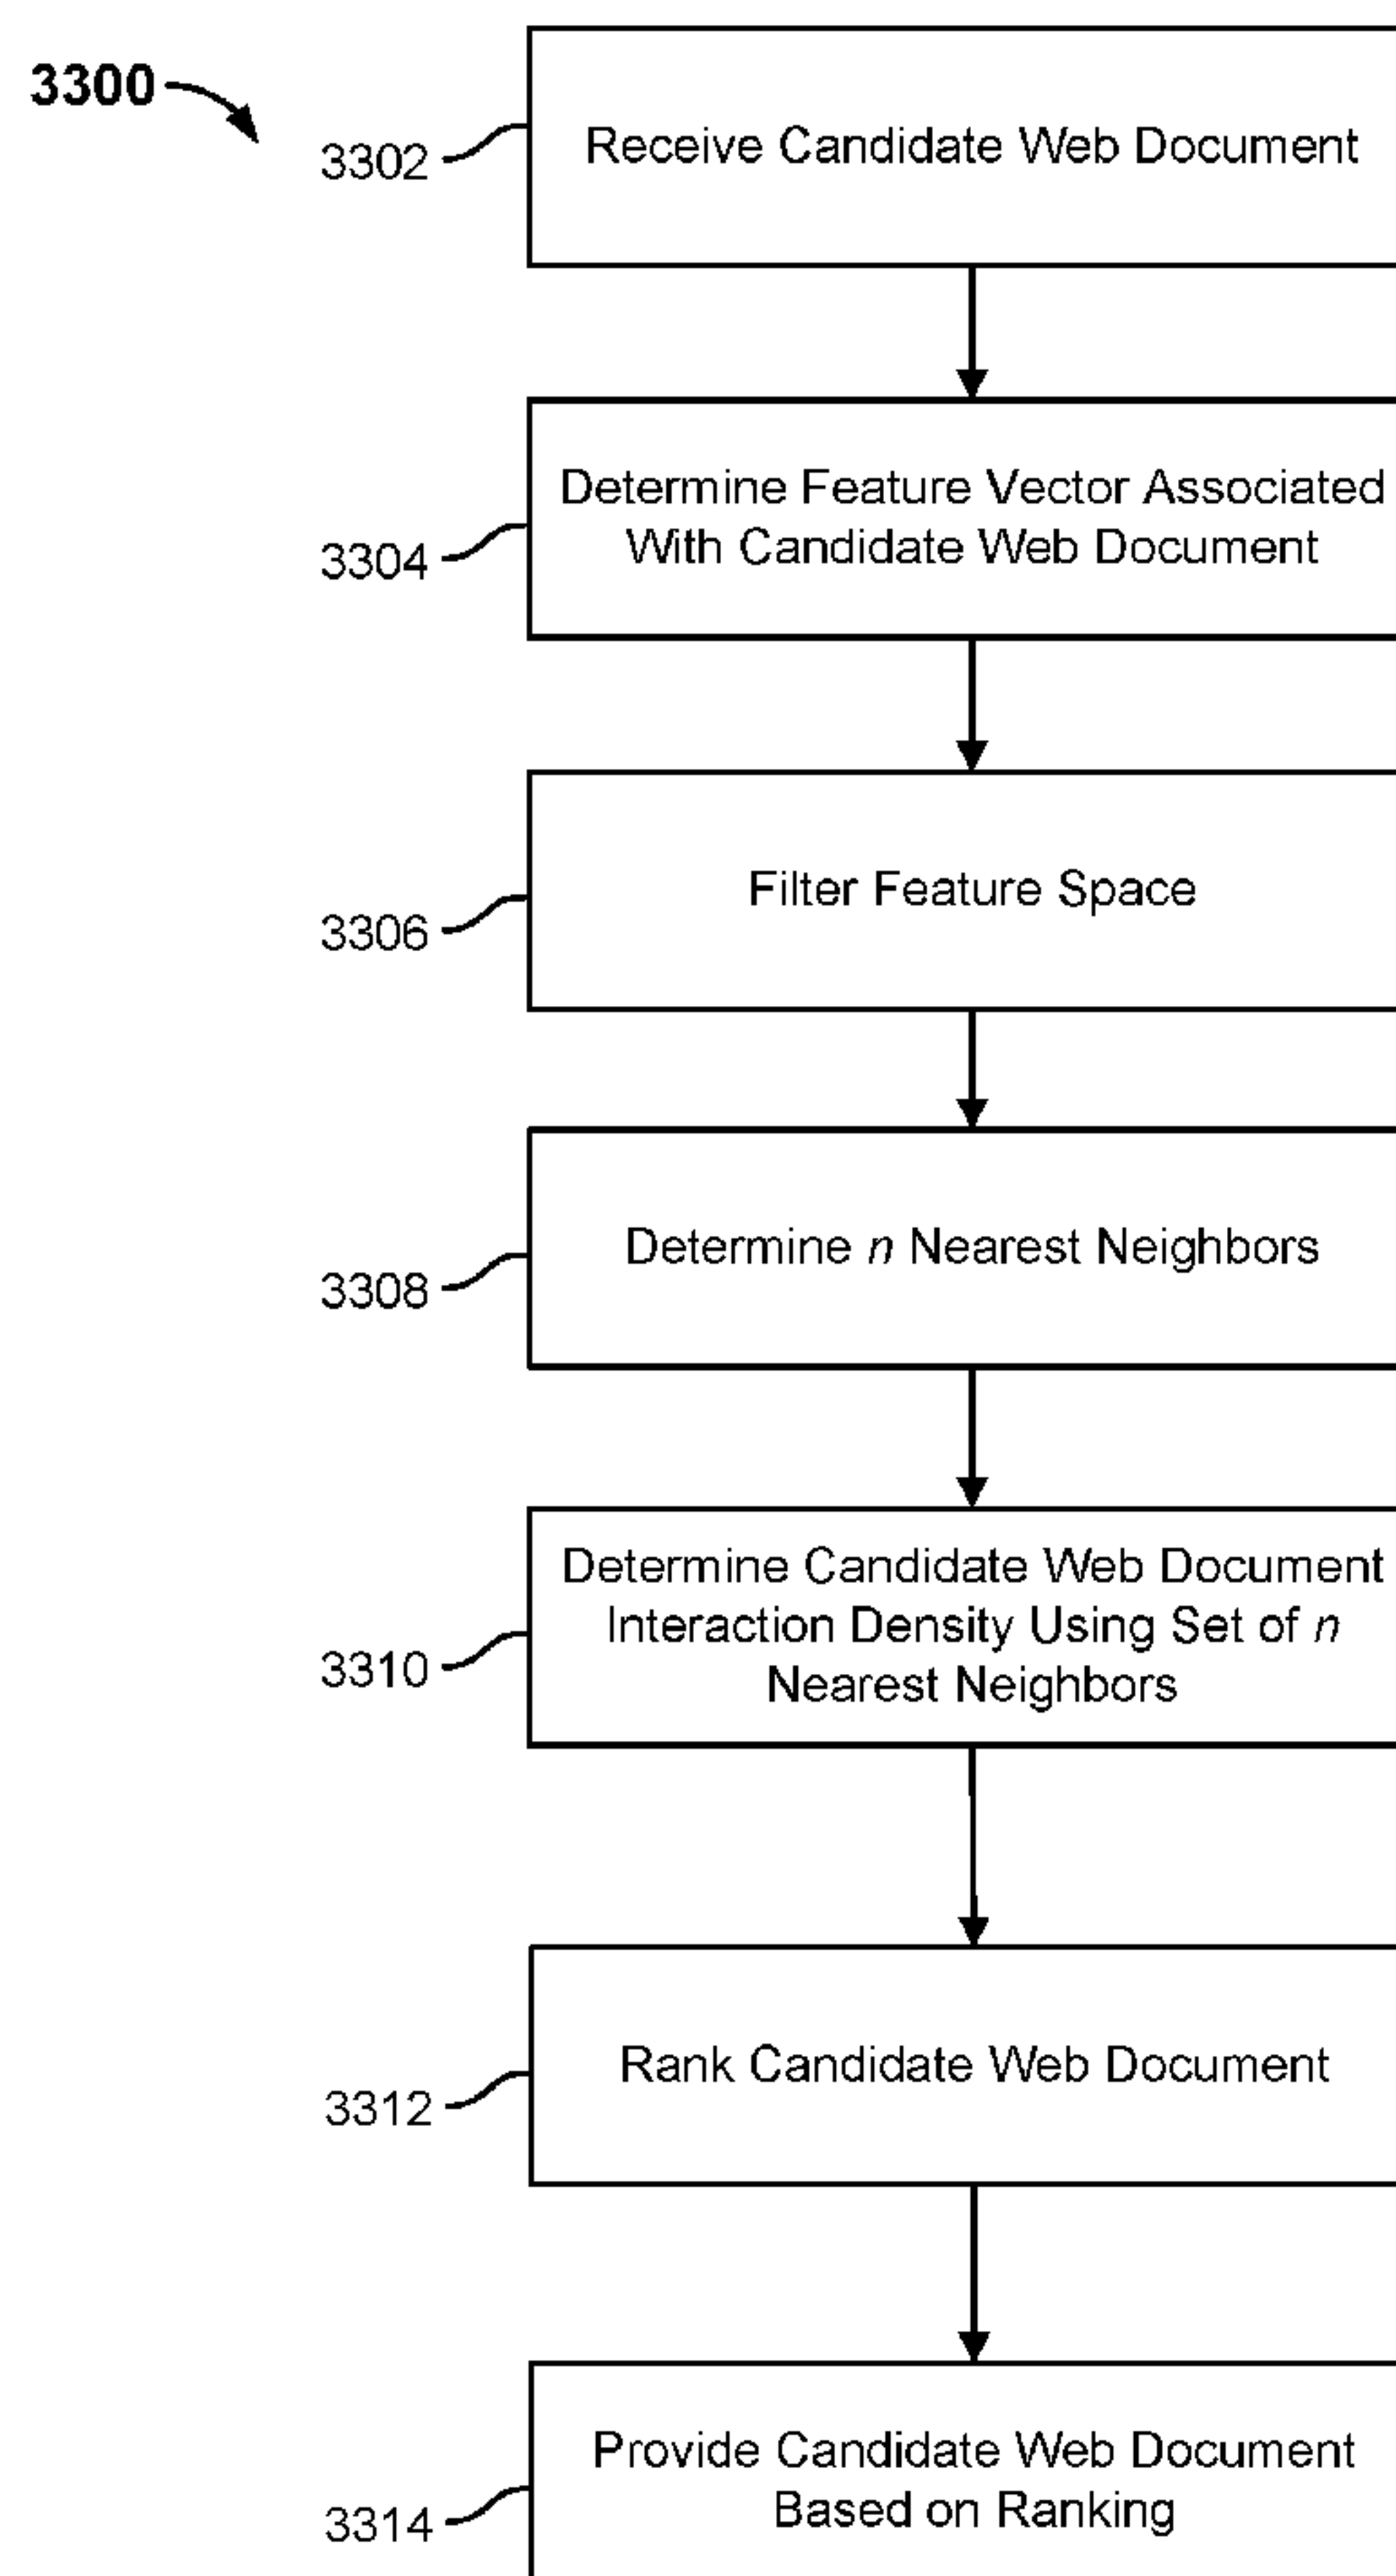 3300
3302
Receive Candidate Web Document
Determine Feature Vector Associated
With Candidate Web Document
3304
Filter Feature Space
3306
Determine n Nearest Neighbors
3308
Determine Candidate Web Document
Interaction Density Using Set of n
Nearest Neighbors
3310
Rank Candidate Web Document
3312
Provide Candidate Web Document
Based on Ranking
3314